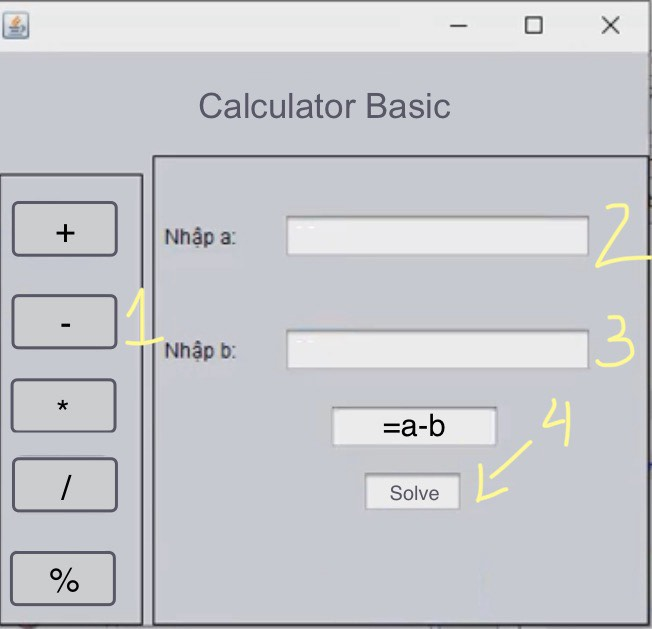 Calculator Basic
+
Nhập a:
2
-
1
Nhập b:
3
*
=a-b
4
/
Solve
%